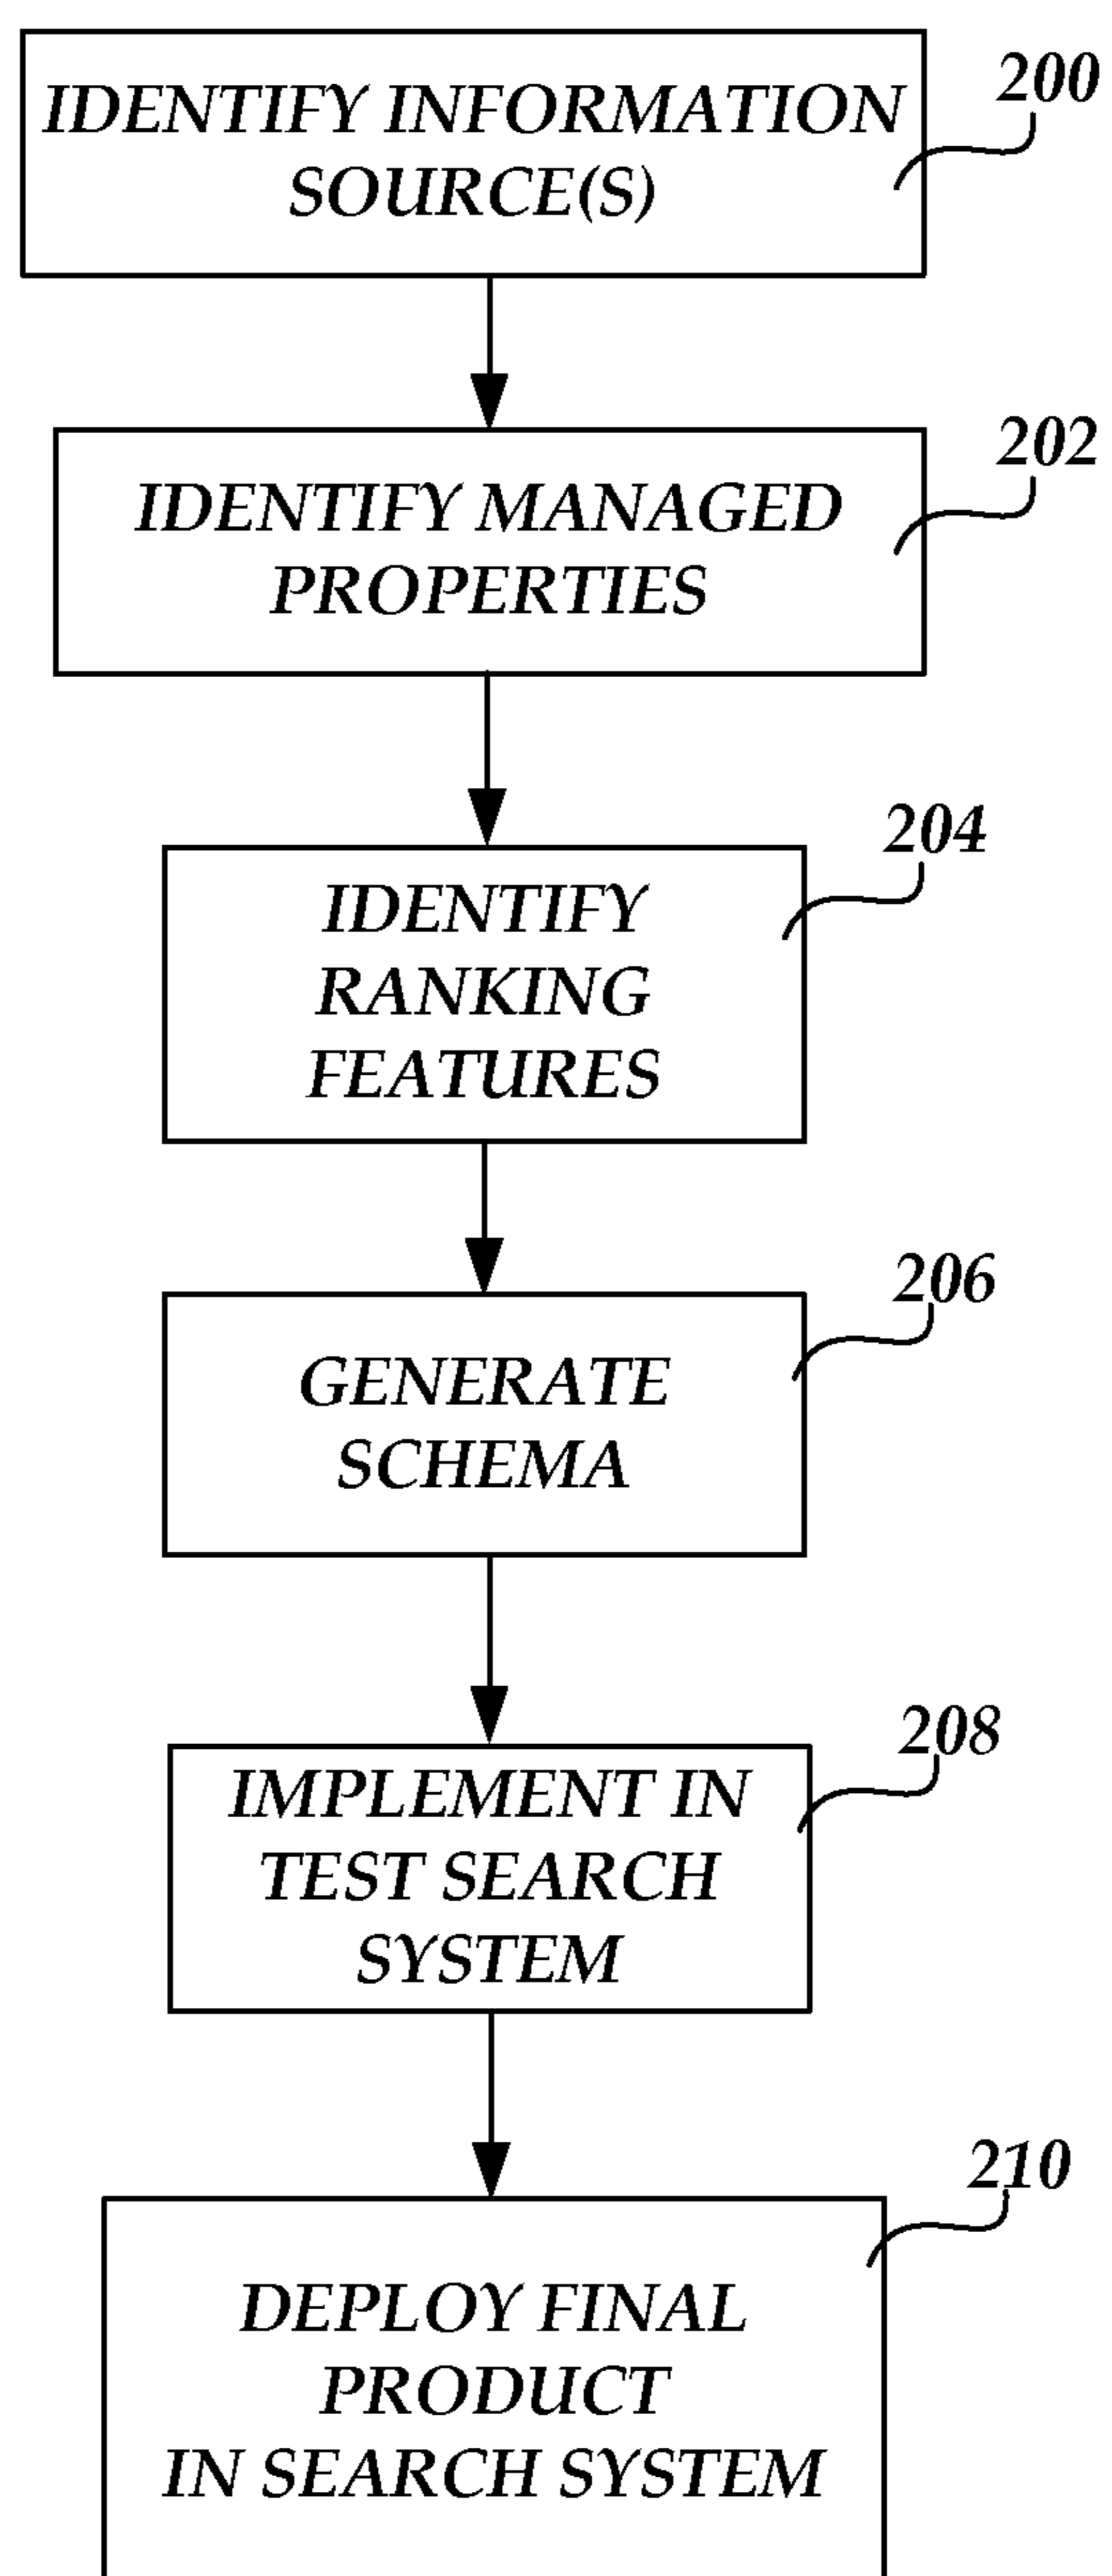 200
IDENTIFY INFORMATION
SOURCE(S)
202
IDENTIFY MANAGED
PROPERTIES
204
IDENTIFY
RANKING
FEATURES
206
GENERATE
SCHEMA
208
IMPLEMENT IN
TEST SEARCH
SYSTEM
210
DEPLOY FINAL
PRODUCT
IN SEARCH SYSTEM